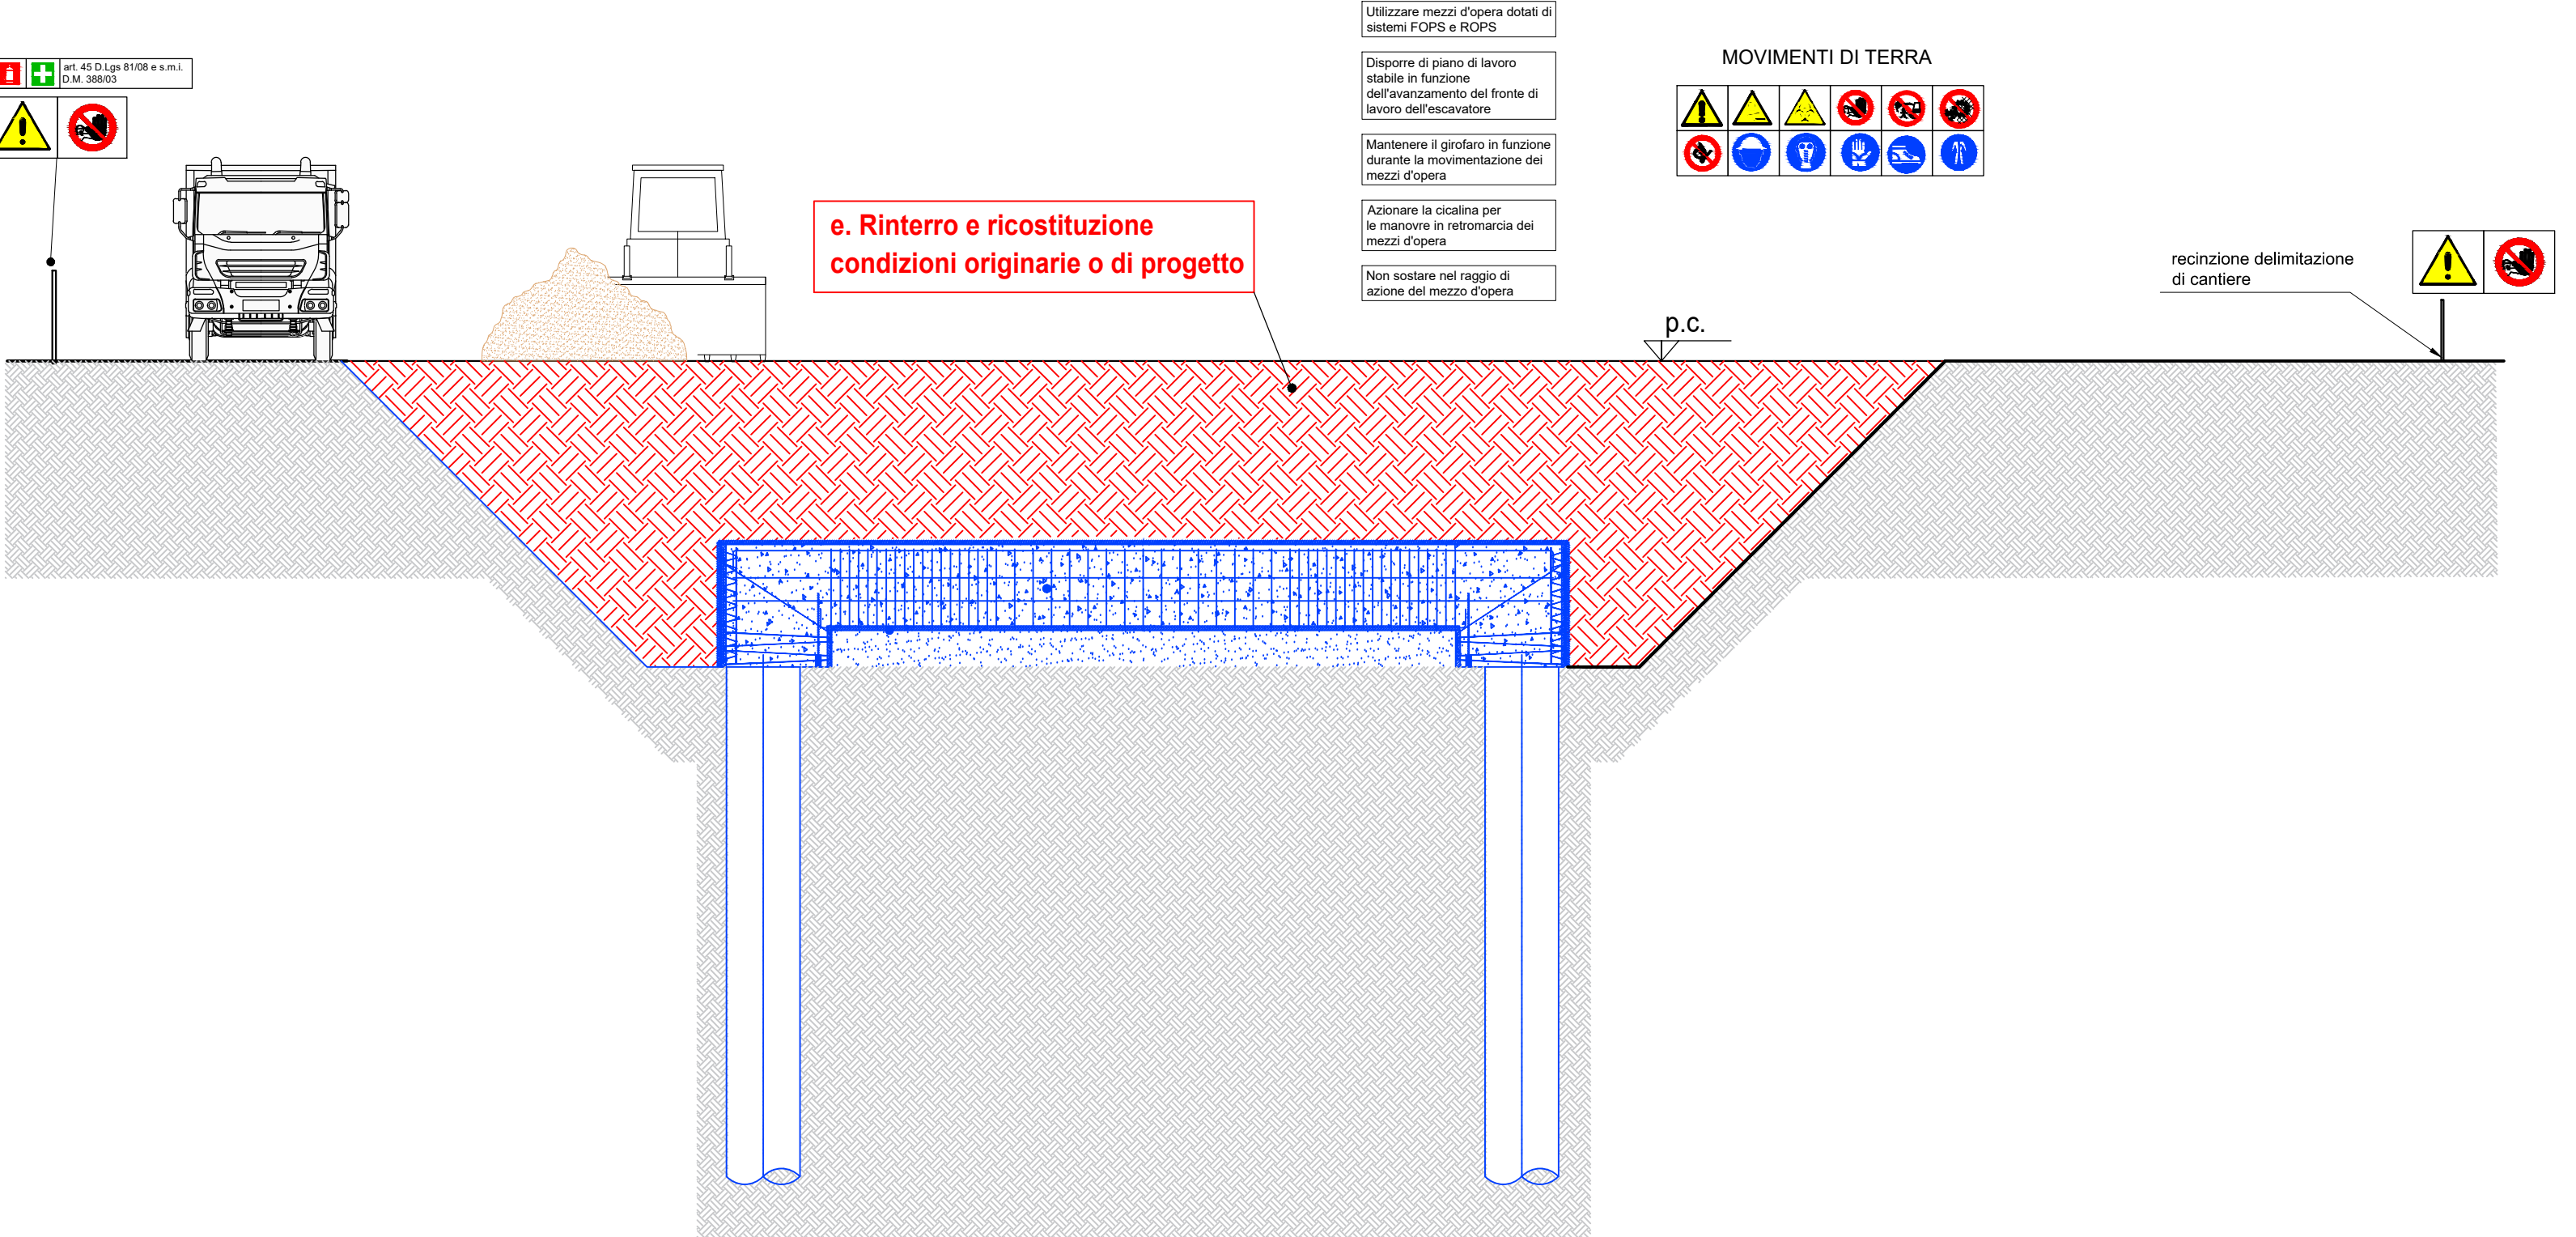 Utilizzare mezzi d'opera dotati di
sistemi FOPS e ROPS
MOVIMENTI DI TERRA
art. 45 D.Lgs 81/08 e s.m.i.
D.M. 388/03
Disporre di piano di lavoro
stabile in funzione
dell'avanzamento del fronte di
lavoro dell'escavatore
Mantenere il girofaro in funzione
durante la movimentazione dei
mezzi d'opera
e. Rinterro e ricostituzione
condizioni originarie o di progetto
Azionare la cicalina per
le manovre in retromarcia dei
mezzi d'opera
Non sostare nel raggio di
azione del mezzo d'opera
recinzione delimitazione
di cantiere
p.c.